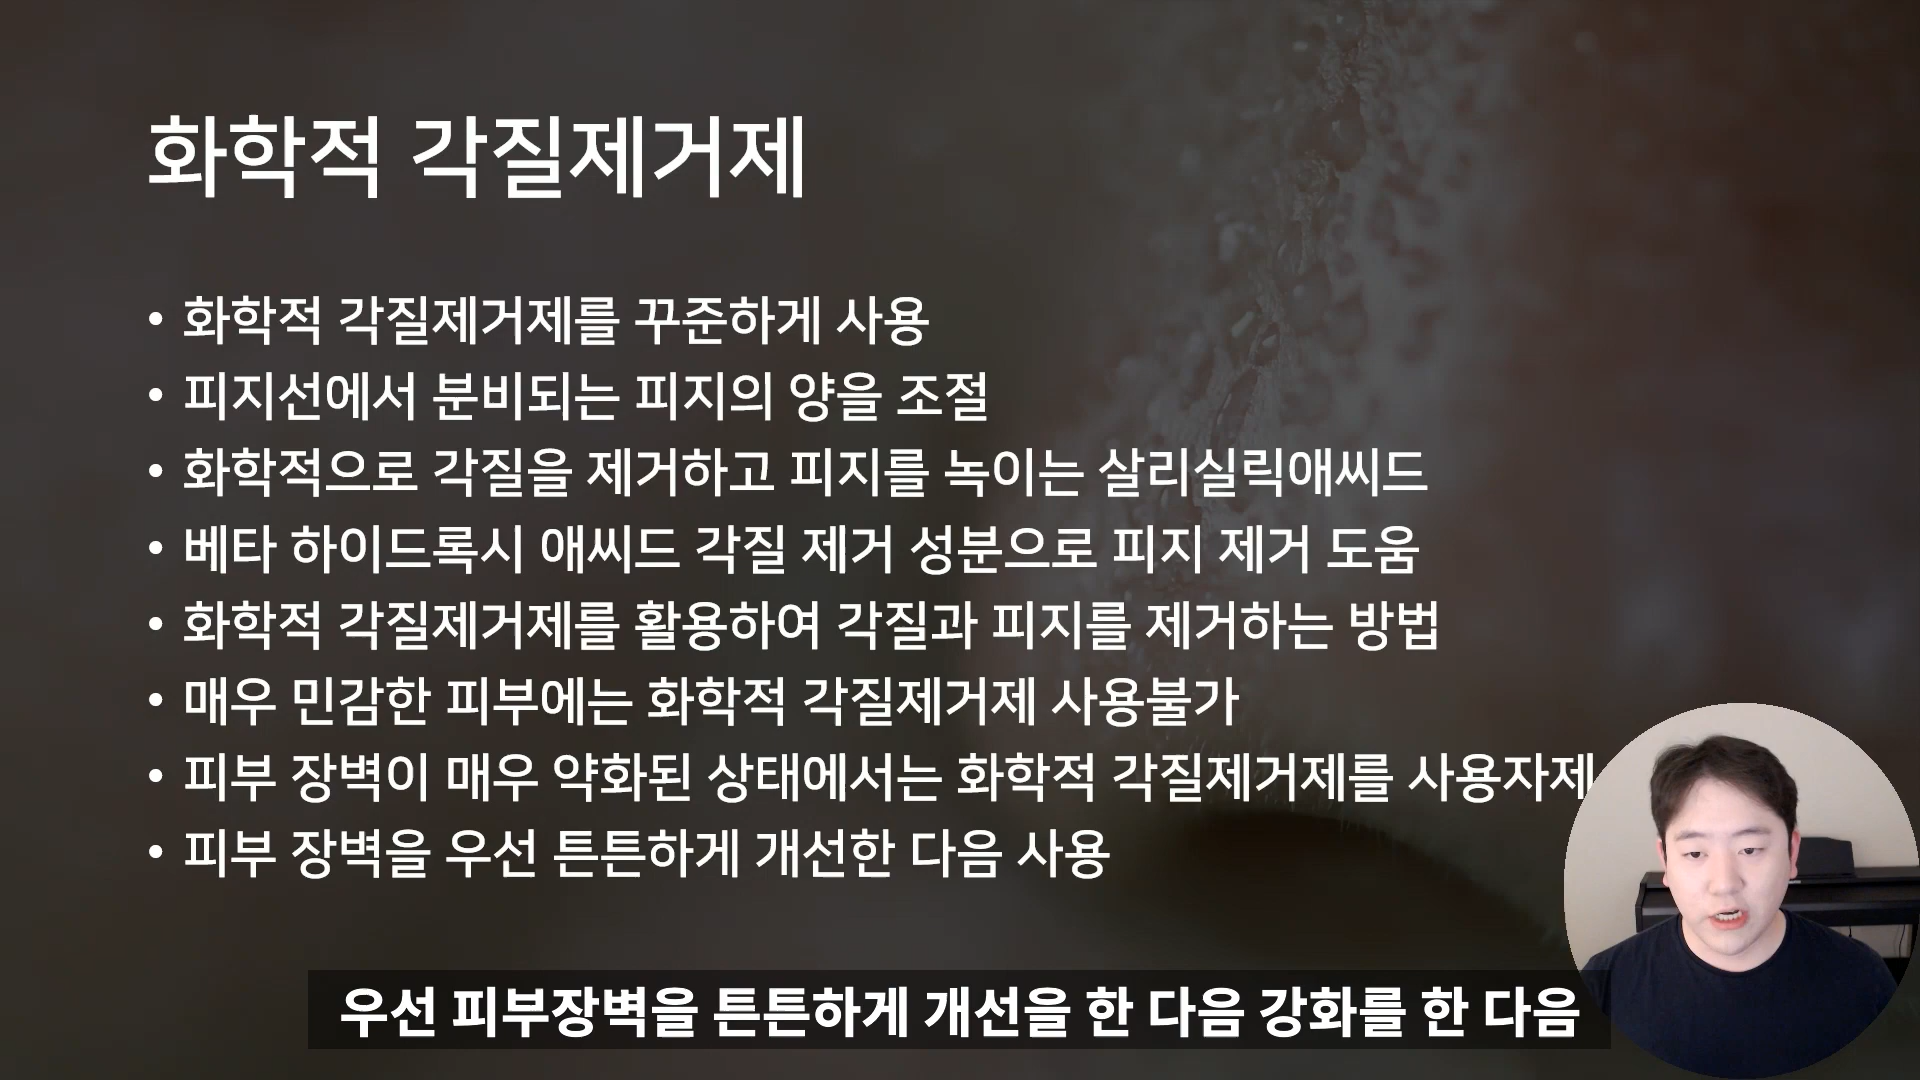 화학적 각질제거제
• 화학적 각질제거제를 꾸준하게 사용
• 피지선에서 분비되는 피지의 양을 조절
• 화학적으로 각질을 제거하고 피지를 녹이는 살리실릭애씨드
• 베타 하이드록시 애씨드 각질 제거 성분으로 피지 제거 도움
• 화학적 각질제거제를 활용하여 각질과 피지를 제거하는 방법
• 매우 민감한 피부에는 화학적 각질제거제 사용불가
• 피부 장벽이 매우 약화된 상태에서는 화학적 각질제거제를 사용자제
• 피부 장벽을 우선 튼튼하게 개선한 다음 사용
우선 피부장벽을 튼튼하게 개선을 한 다음 강화를 한 다음